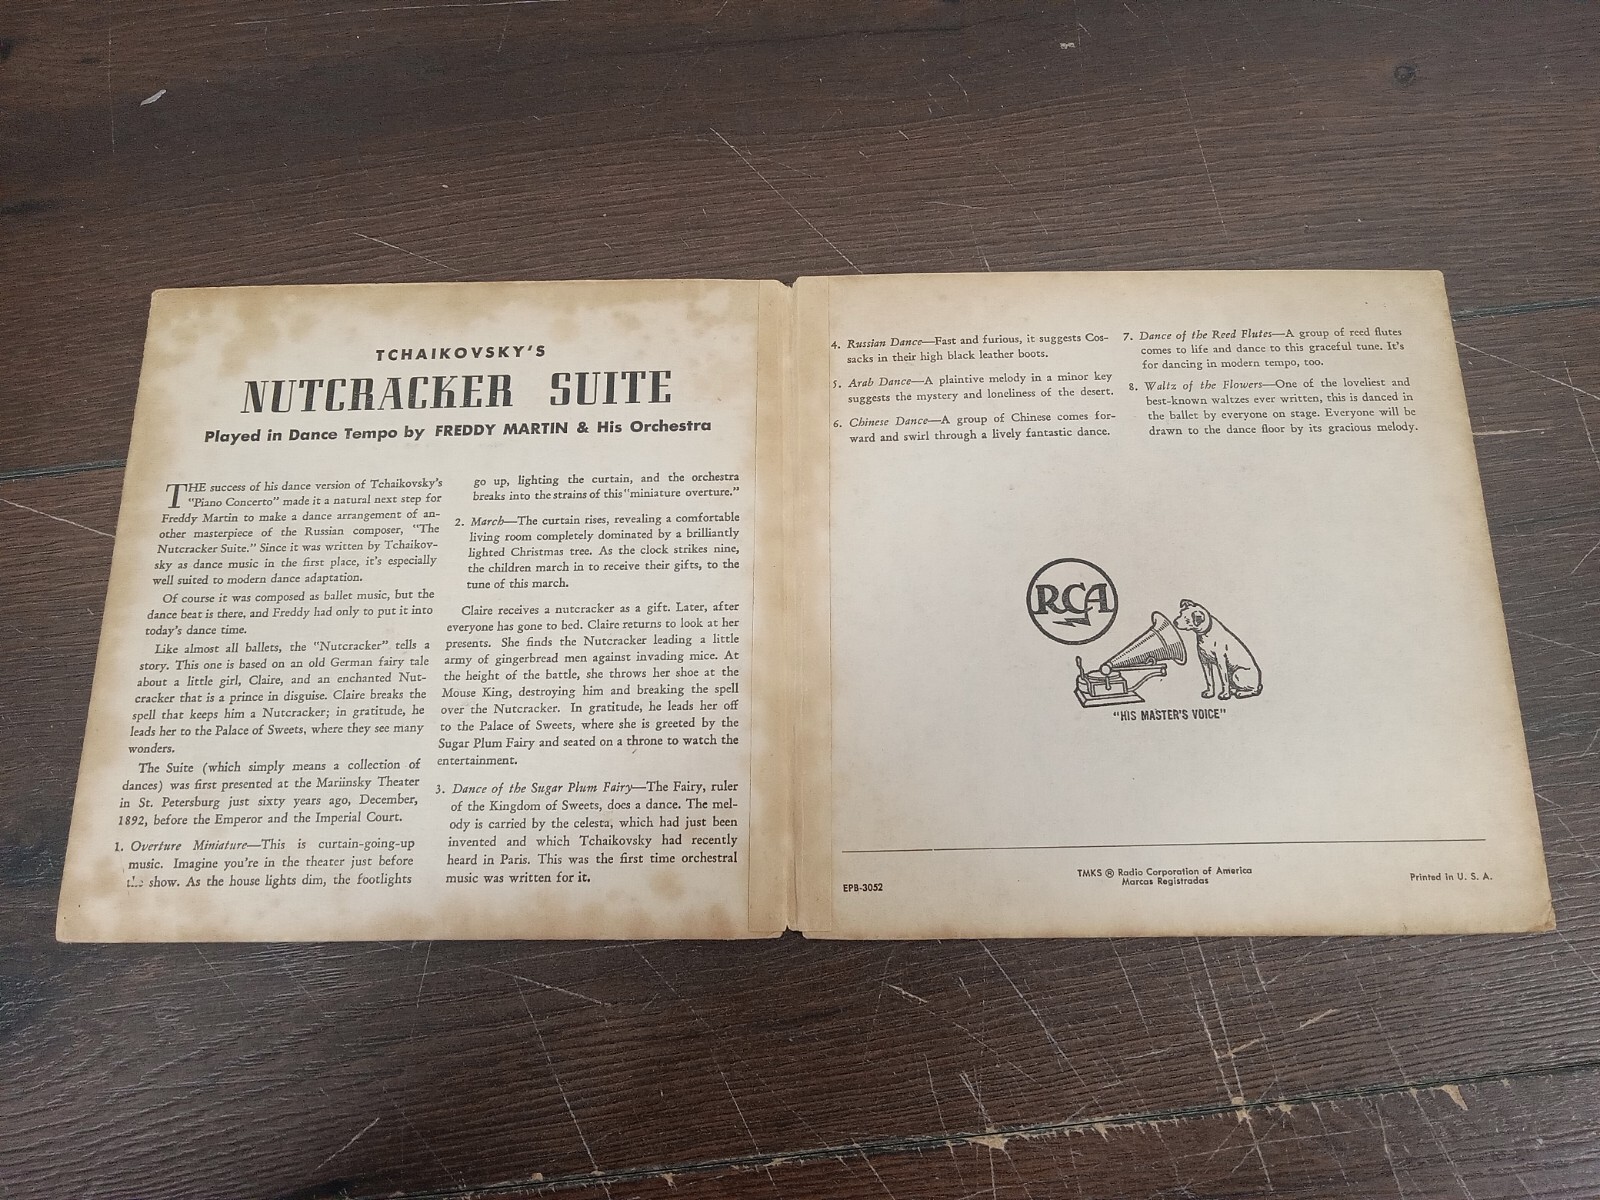 TCHAIKOVSKY'S
NUTCRACKER SUITE
Played in Dance Tempo by FREDDY MARTIN & His Orchestra
THE success of his dance version of Tchaikovsky's
"Piano Concerto" made it a natural next step for
Freddy Martin to make a dance arrangement of an-
other masterpiece of the Russian composer, "The
Nutcracker Suite." Since it was written by Tchaikov-
sky as dance music in the first place, it's especially
well suited to modern dance adaptation.
Of course it was composed as ballet music, but the
dance beat is there, and Freddy had only to put it into
today's dance time.
Like almost all ballets, the "Nutcracker" tells a
story. This one is based on an old German fairy tale
about a little girl, Claire, and an enchanted Nut-
cracker that is a prince in disguise. Claire breaks the
spell that keeps him a Nutcracker; in gratitude, he
leads her to the Palace of Sweets, where they see many
wonders.
The Suite (which simply means a collection of
dances) was first presented at the Mariinsky Theater
in St. Petersburg just sixty years ago, December,
1892, before the Emperor and the Imperial Court.
1. Overture Miniature—This is curtain-going-up
music. Imagine you're in the theater just before
the show. As the house lights dim, the footlights
go up, lighting the curtain, and the orchestra
breaks into the strains of this "miniature overture."
2. March—The curtain rises, revealing a comfortable
living room completely dominated by a brilliantly
lighted Christmas tree. As the clock strikes nine,
the children march in to receive their gifts, to the
tune of this march.
Claire receives a nutcracker as a gift. Later, after
everyone has gone to bed. Claire returns to look at her
presents. She finds the Nutcracker leading a little
army of gingerbread men against invading mice. At
the height of the battle, she throws her shoe at the
Mouse King, destroying him and breaking the spell
over the Nutcracker. In gratitude, he leads her off
to the Palace of Sweets, where she is greeted by the
Sugar Plum Fairy and seated on a throne to watch the
entertainment.
3. Dance of the Sugar Plum Fairy—The Fairy, ruler
of the Kingdom of Sweets, does a dance. The mel-
ody is carried by the celesta, which had just been
invented and which Tchaikovsky had recently
heard in Paris. This was the first time orchestral
music was written for it.
4. Russian Dance—Fast and furious, it suggests Cos-
sacks in their high black leather boots.
5. Arab Dance—A plaintive melody in a minor key
suggests the mystery and loneliness of the desert.
6. Chinese Dance—A group of Chinese comes for-
ward and swirl through a lively fantastic dance.
7. Dance of the Reed Flutes—A group of reed flutes
comes to life and dance to this graceful tune. It's
for dancing in modern tempo, too.
8. Waltz of the Flowers—One of the loveliest and
best-known waltzes ever written, this is danced in
the ballet by everyone on stage. Everyone will be
drawn to the dance floor by its gracious melody.
RCA
"HIS MASTER'S VOICE"
EPB-3052
TMKS ® Radio Corporation of America
Marcas Registradas
Printed in U. S. A.